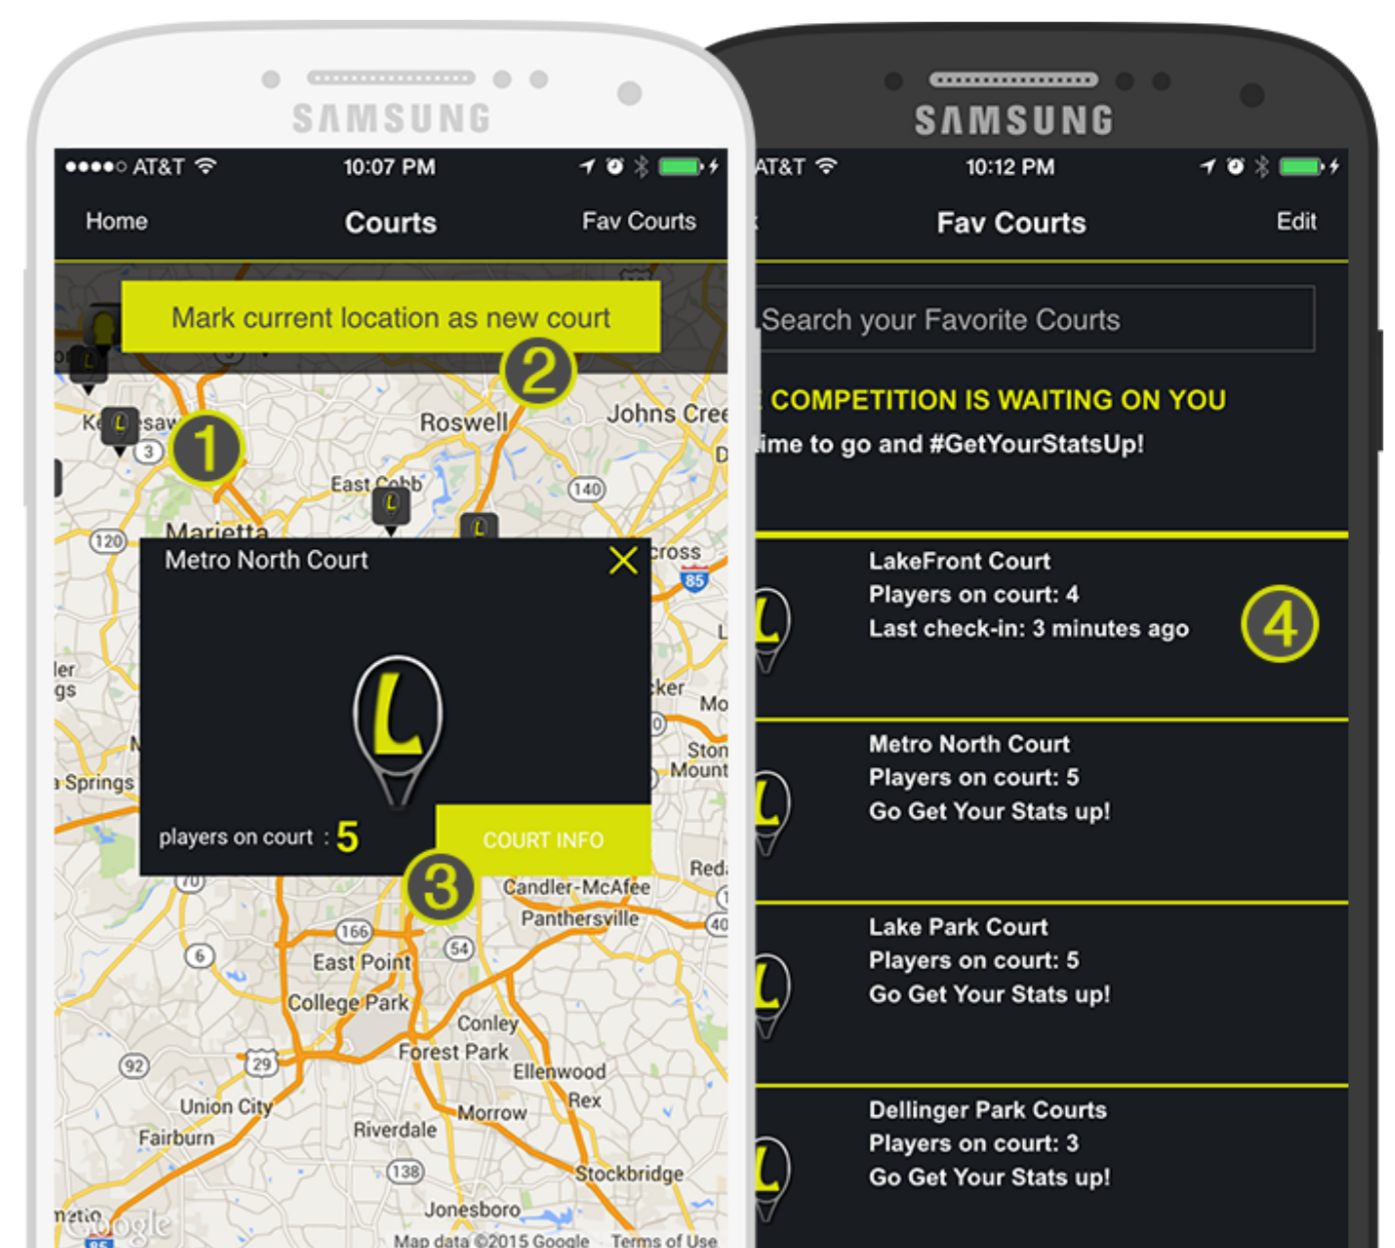 SAMSUNG
AT&T
10:07 PM
Home
Courts
Fav Courts
Mark current location as new court
2
Roswell
1
3
East Cobb
140
L
L
L
L
Marietta
120
85
Metro North Court
L
players on court : 5
COURT INFO
3
Springs
70
Candler-McAfee
Panthersville
166
54
6
East Point
College Park
Conley
Forest Park
92
29
Ellenwood
Rex
Union City
Morrow
Fairburn
Riverdale
138
Stockbridge
Jonesboro
Google
85
Map data ©2015 Google
Terms of Use
SAMSUNG
AT&T
10:12 PM
Fav Courts
Edit
Search your Favorite Courts
COMPETITION IS WAITING ON YOU
to go and #GetYourStatsUp!
L
LakeFront Court
Players on court: 4
Last check-in: 3 minutes ago
4
L
Metro North Court
Players on court: 5
Go Get Your Stats up!
L
Lake Park Court
Players on court: 5
Go Get Your Stats up!
L
Dellinger Park Courts
Players on court: 3
Go Get Your Stats up!